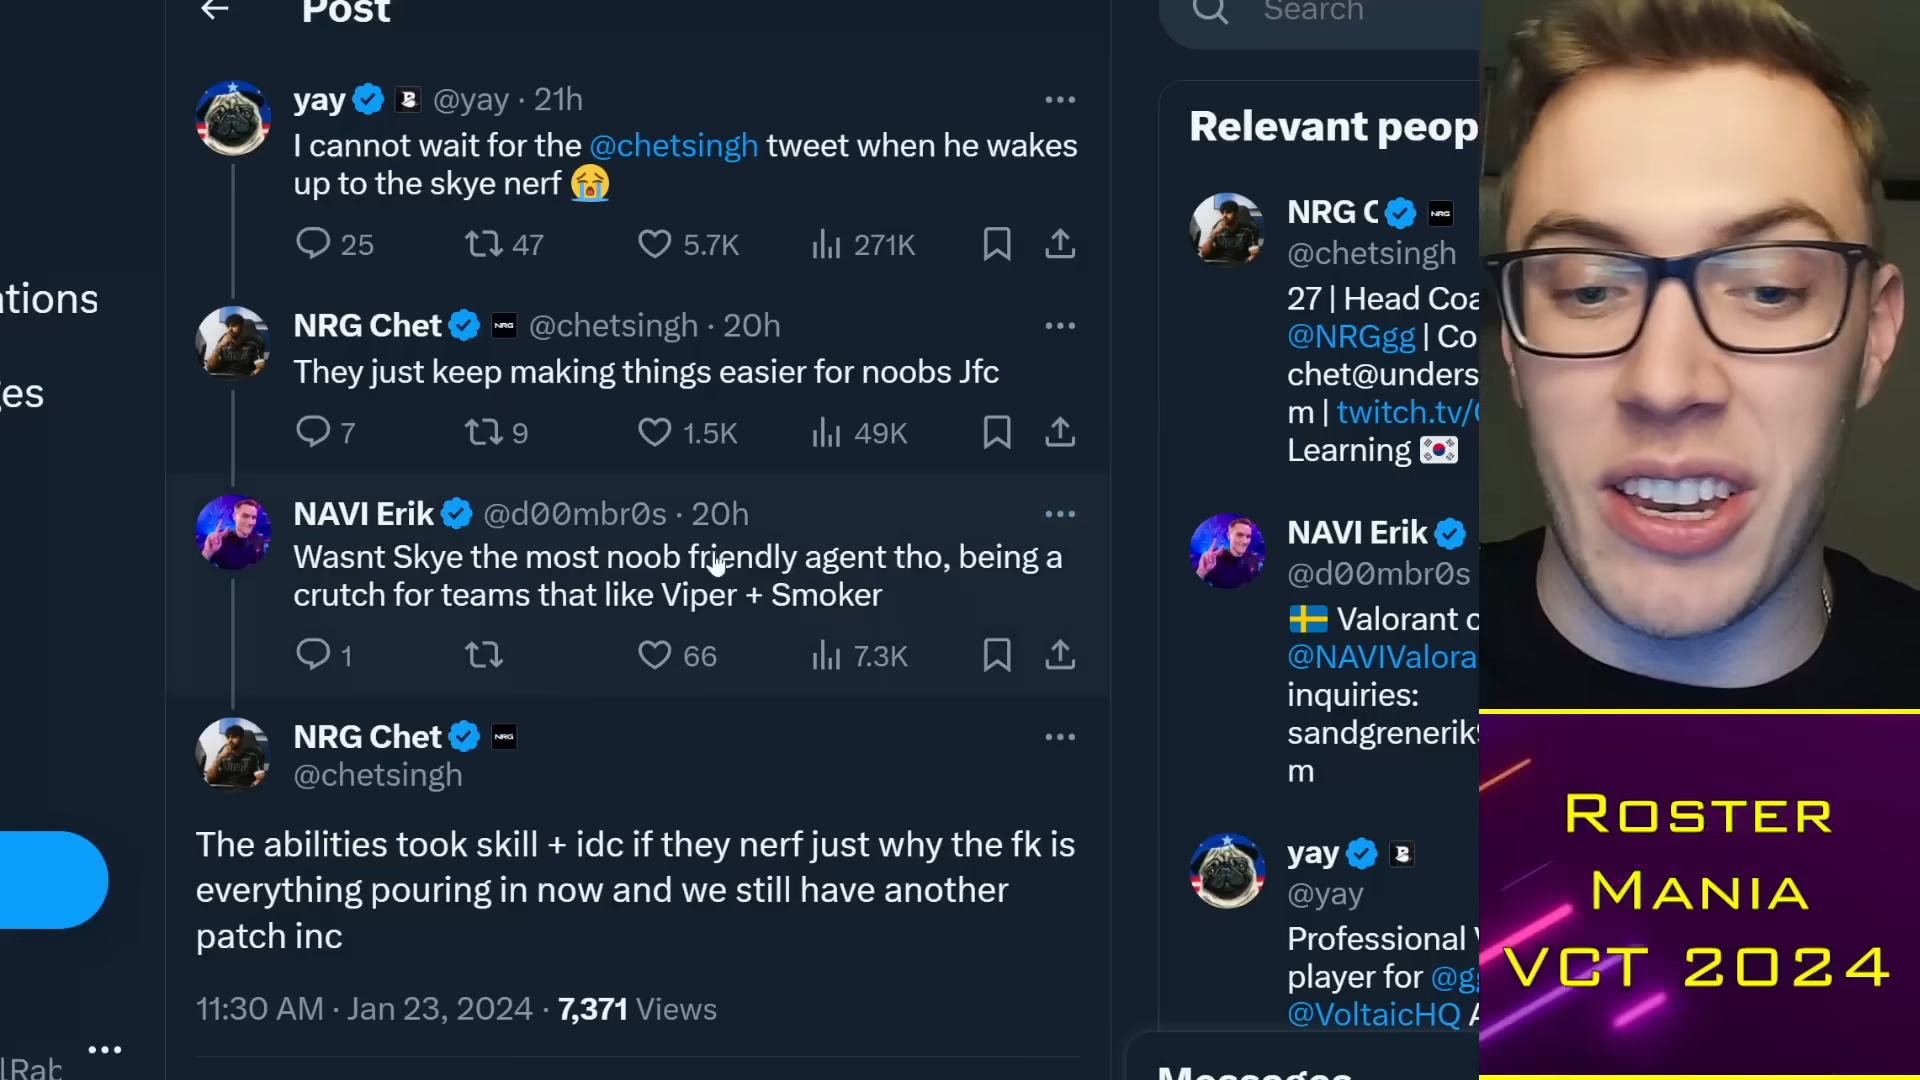 Post
Search
yay @yay · 21h
I cannot wait for the @chetsingh tweet when he wakes
up to the skye nerf 😭
25 47 5.7K 271K
NRG Chet NRG @chetsingh · 20h
They just keep making things easier for noobs Jfc
7 9 1.5K 49K
NAVI Erik @d00mbr0s · 20h
Wasnt Skye the most noob friendly agent tho, being a
crutch for teams that like Viper + Smoker
1 66 7.3K
NRG Chet NRG
@chetsingh
The abilities took skill + idc if they nerf just why the fk is
everything pouring in now and we still have another
patch inc
11:30 AM · Jan 23, 2024 · 7,371 Views
ations
ges
lRab
Relevant peop
NRG C NRG
@chetsingh
27 | Head Coa
@NRGgg | Co
chet@unders
m | twitch.tv/
Learning 🇰🇷
NAVI Erik
@d00mbr0s
🇸🇪 Valorant c
@NAVIValora
inquiries:
sandgrenerik
m
yay
@yay
Professional V
player for @g
@VoltaicHQ A
Messages
Roster
Mania
VCT 2024